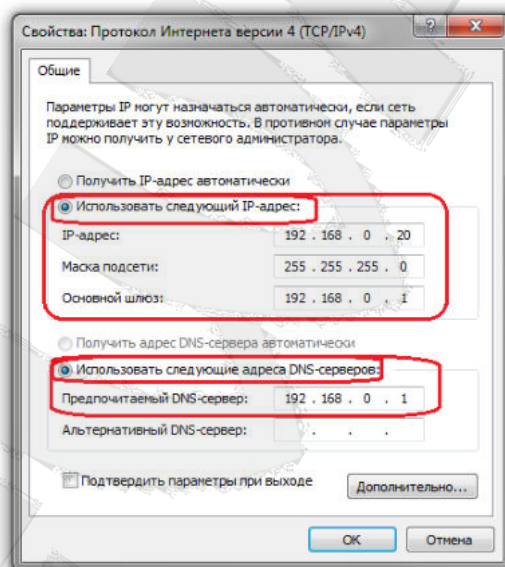 Свойства: Протокол Интернета версии 4 (TCP/IPv4)
Общие
Параметры IP могут назначаться автоматически, если сеть
поддерживает эту возможность. В противном случае параметры
IP можно получить у сетевого администратора.
Получить IP-адрес автоматически
Использовать следующий IP-адрес:
IP-адрес: 192 . 168 . 0 . 20
Маска подсети: 255 . 255 . 255 . 0
Основной шлюз: 192 . 168 . 0 . 1
Получить адрес DNS-сервера автоматически
Использовать следующие адреса DNS-серверов:
Предпочитаемый DNS-сервер: 192 . 168 . 0 . 1
Альтернативный DNS-сервер: . . .
Подтвердить параметры при выходе
Дополнительно...
ОК Отмена